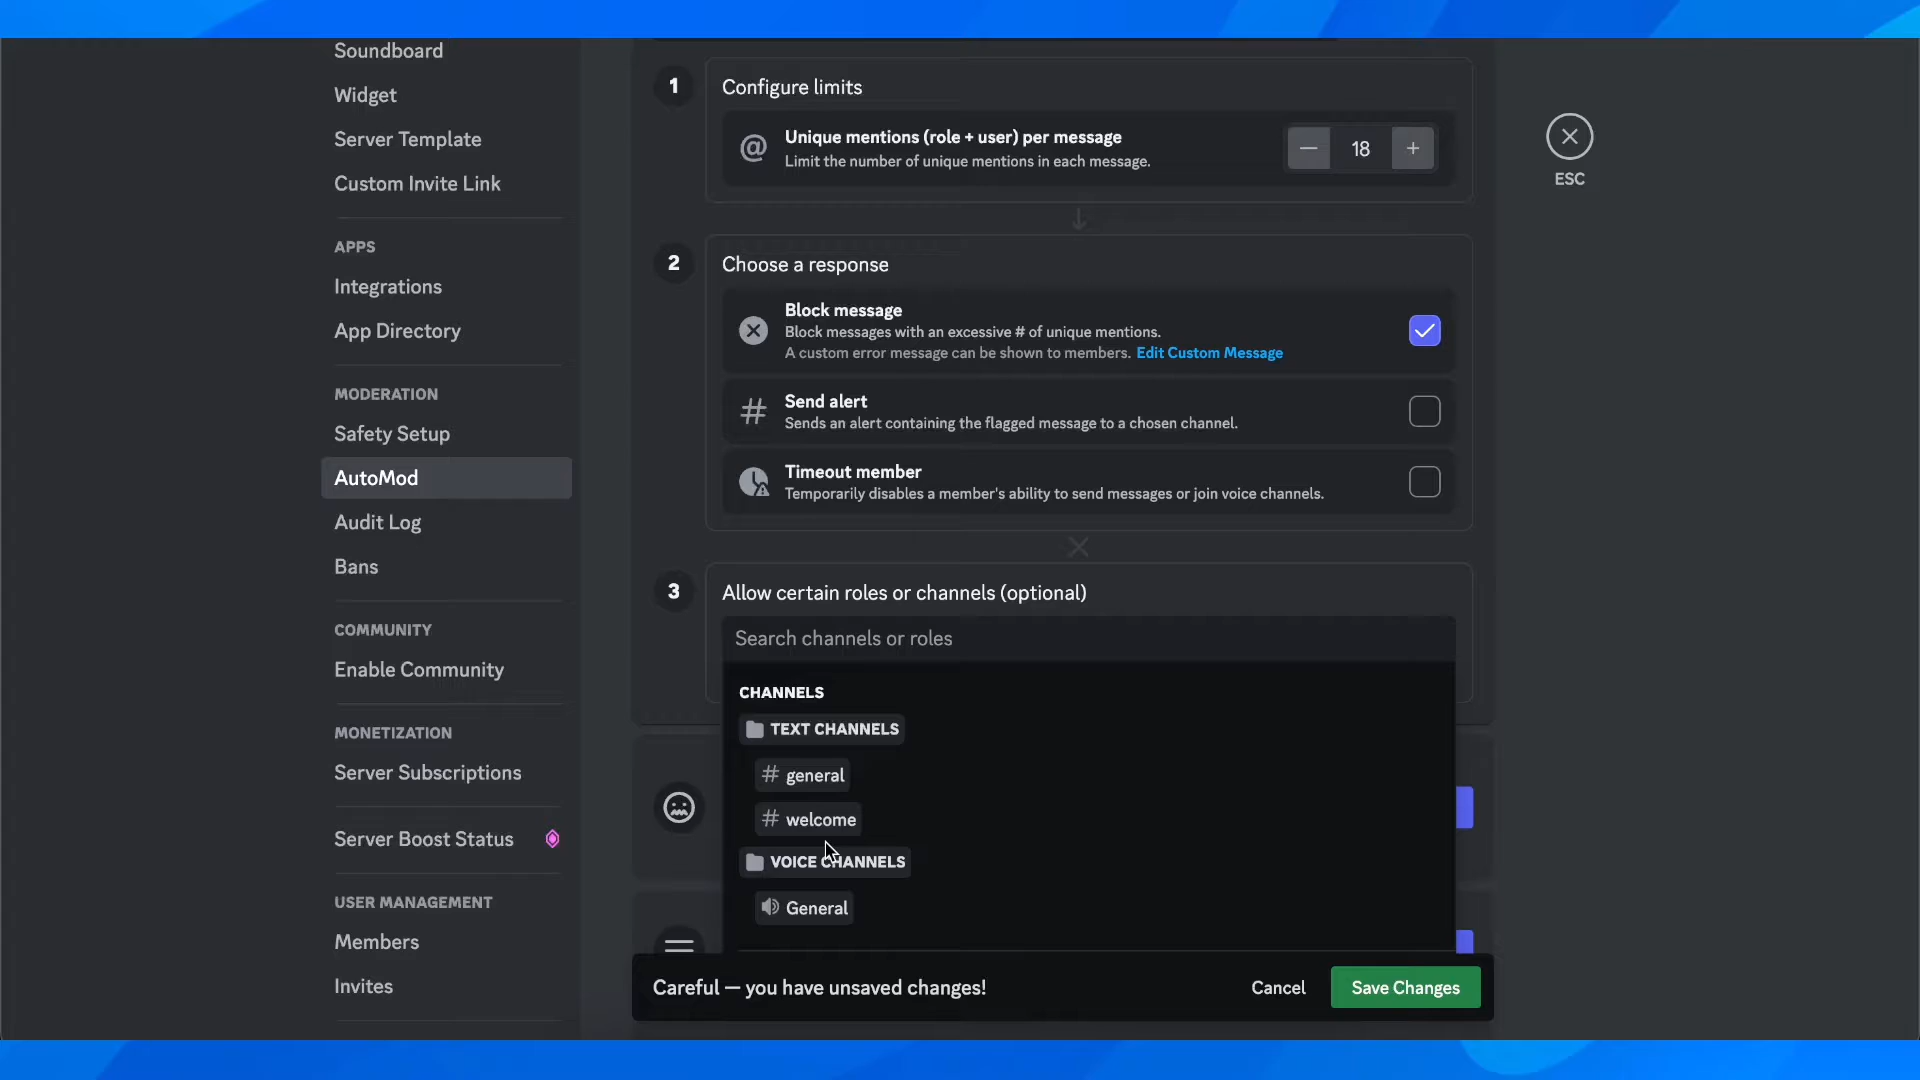 Soundboard
Widget
Server Template
Custom Invite Link
APPS
Integrations
App Directory
MODERATION
Safety Setup
AutoMod
Audit Log
Bans
COMMUNITY
Enable Community
MONETIZATION
Server Subscriptions
Server Boost Status
USER MANAGEMENT
Members
Invites
1
Configure limits
@
Unique mentions (role + user) per message
Limit the number of unique mentions in each message.
— 18 +
2
Choose a response
Block message
Block messages with an excessive # of unique mentions.
A custom error message can be shown to members. Edit Custom Message
# Send alert
Sends an alert containing the flagged message to a chosen channel.
Timeout member
Temporarily disables a member's ability to send messages or join voice channels.
3
Allow certain roles or channels (optional)
Search channels or roles
CHANNELS
TEXT CHANNELS
# general
# welcome
VOICE CHANNELS
General
Careful — you have unsaved changes!
Cancel
Save Changes
ESC